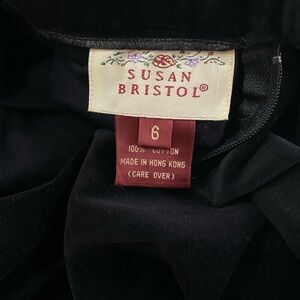 SUSAN
BRISTOL®
6
100% COTTON
MADE IN HONG KONG
(CARE OVER)